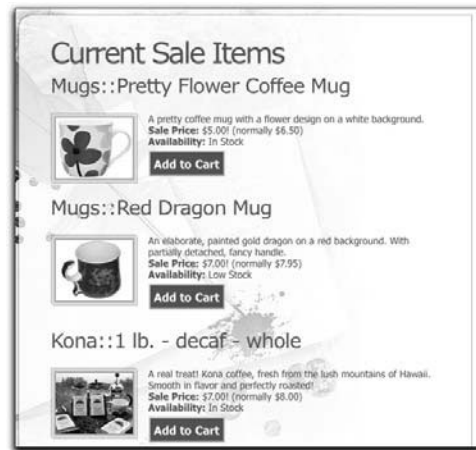 Current Sale Items
Mugs::Pretty Flower Coffee Mug
A pretty coffee mug with a flower design on a white background.
Sale Price: $5.00! (normally $6.50)
Availability: In Stock
Add to Cart
Mugs::Red Dragon Mug
An elaborate, painted gold dragon on a red background. With
partially detached, fancy handle.
Sale Price: $7.00! (normally $7.95)
Availability: Low Stock
Add to Cart
Kona::1 lb. - decaf - whole
A real treat! Kona coffee, fresh from the lush mountains of Hawaii.
Smooth in flavor and perfectly roasted!
Sale Price: $7.00! (normally $8.00)
Availability: In Stock
Add to Cart